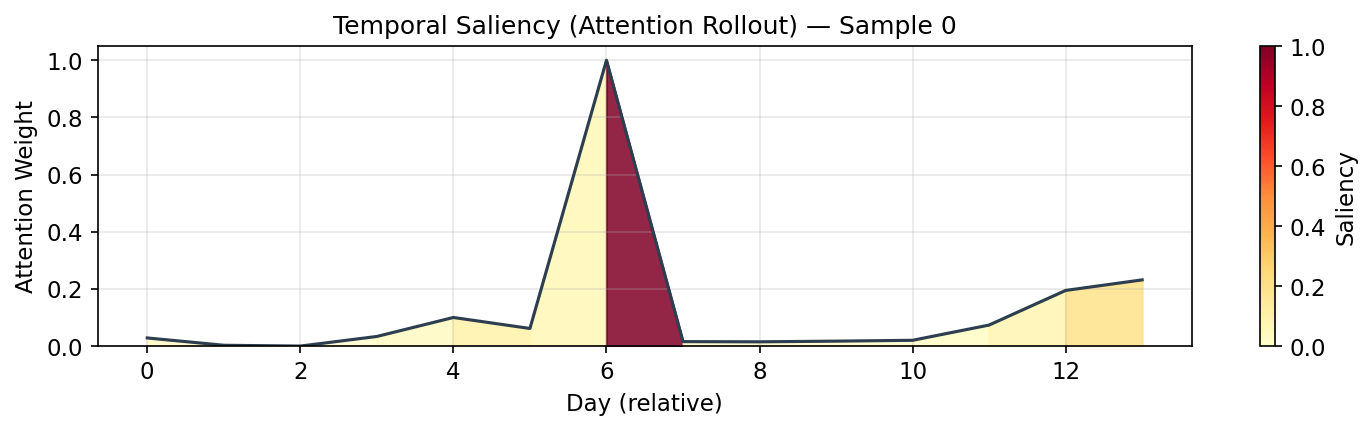 Temporal Saliency (Attention Rollout) — Sample 0
Attention Weight
1.0
0.8
0.6
0.4
0.2
0.0
0 2 4 6 8 10 12
Day (relative)
1.0
0.8
0.6
0.4
0.2
0.0
Saliency